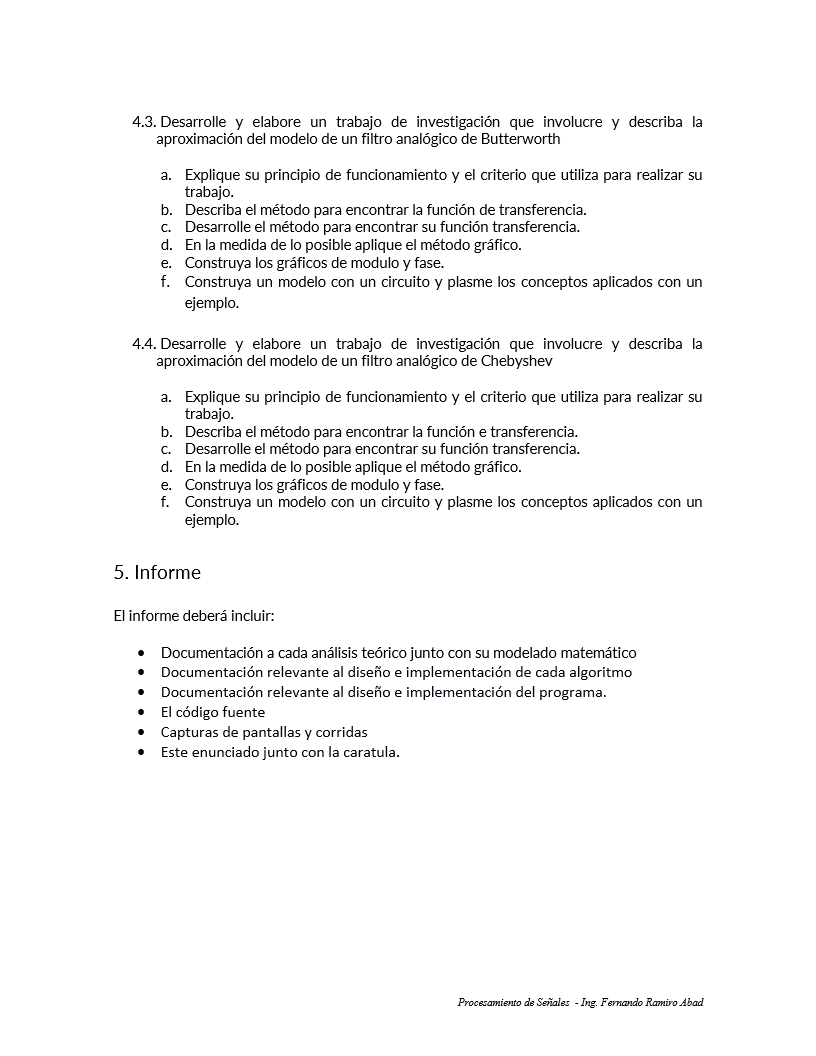 4.3. Desarrolle y elabore un trabajo de investigación que involucre y describa la
aproximación del modelo de un filtro analógico de Butterworth
a. Explique su principio de funcionamiento y el criterio que utiliza para realizar su
trabajo.
b. Describa el método para encontrar la función de transferencia.
c. Desarrolle el método para encontrar su función transferencia.
d. En la medida de lo posible aplique el método gráfico.
e. Construya los gráficos de modulo y fase.
f. Construya un modelo con un circuito y plasme los conceptos aplicados con un
ejemplo.
4.4. Desarrolle y elabore un trabajo de investigación que involucre y describa la
aproximación del modelo de un filtro analógico de Chebyshev
a. Explique su principio de funcionamiento y el criterio que utiliza para realizar su
trabajo.
b. Describa el método para encontrar la función e transferencia.
c. Desarrolle el método para encontrar su función transferencia.
d. En la medida de lo posible aplique el método gráfico.
e. Construya los gráficos de modulo y fase.
f. Construya un modelo con un circuito y plasme los conceptos aplicados con un
ejemplo.
5. Informe
El informe deberá incluir:
• Documentación a cada análisis teórico junto con su modelado matemático
• Documentación relevante al diseño e implementación de cada algoritmo
• Documentación relevante al diseño e implementación del programa.
• El código fuente
• Capturas de pantallas y corridas
• Este enunciado junto con la caratula.
Procesamiento de Señales - Ing. Fernando Ramiro Abad